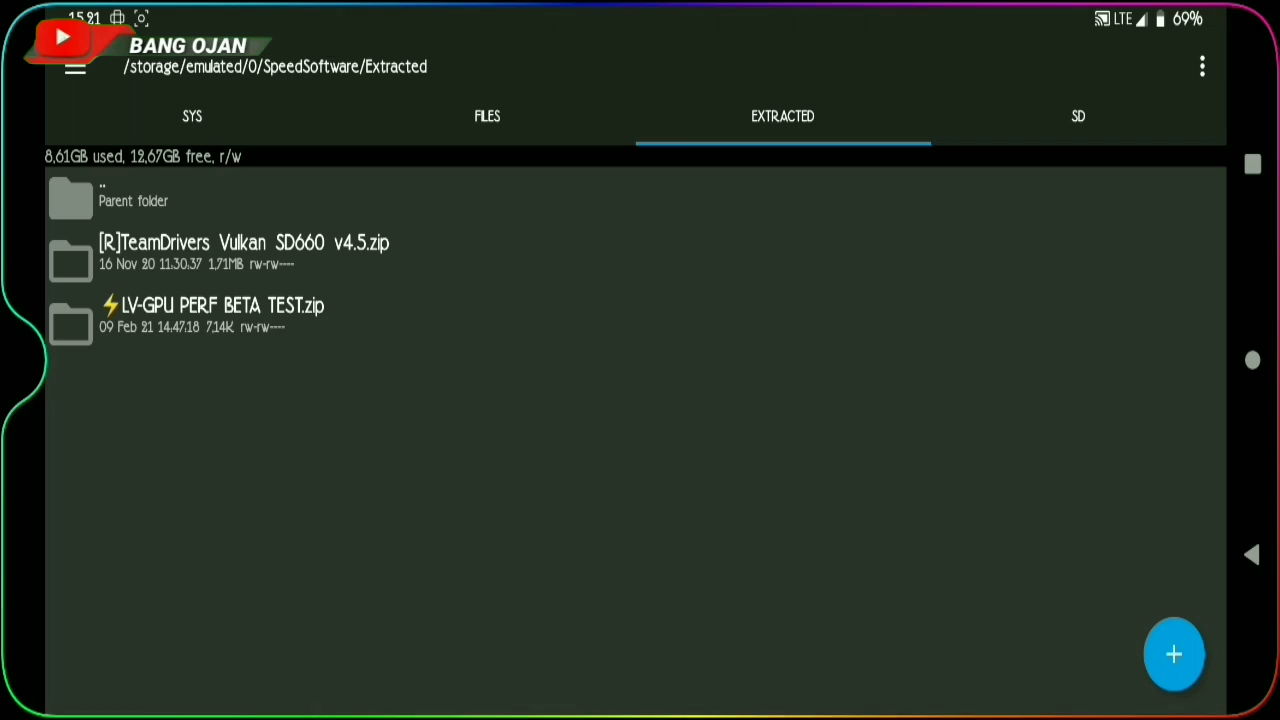 15.21
LTE
69%
BANG OJAN
/storage/emulated/0/SpeedSoftware/Extracted
SYS
FILES
EXTRACTED
SD
8,61GB used, 12,67GB free, r/w
..
Parent folder
[R]TeamDrivers Vulkan SD660 v4.5.zip
16 Nov 20 11.30.37 1,71MB rw-rw----
⚡LV-GPU PERF BETA TEST.zip
09 Feb 21 14.47.18 7,14K rw-rw----